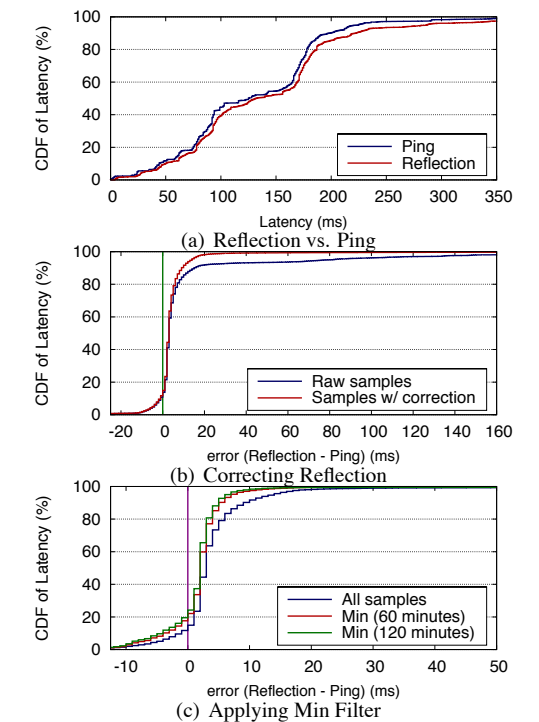 CDF of Latency (%)
100
80
60
40
20
0
Ping
Reflection
0 50 100 150 200 250 300 350
Latency (ms)
(a) Reflection vs. Ping
CDF of Latency (%)
100
80
60
40
20
0
Raw samples
Samples w/ correction
-20 0 20 40 60 80 100 120 140 160
error (Reflection - Ping) (ms)
(b) Correcting Reflection
CDF of Latency (%)
100
80
60
40
20
0
All samples
Min (60 minutes)
Min (120 minutes)
-10 0 10 20 30 40 50
error (Reflection - Ping) (ms)
(c) Applying Min Filter